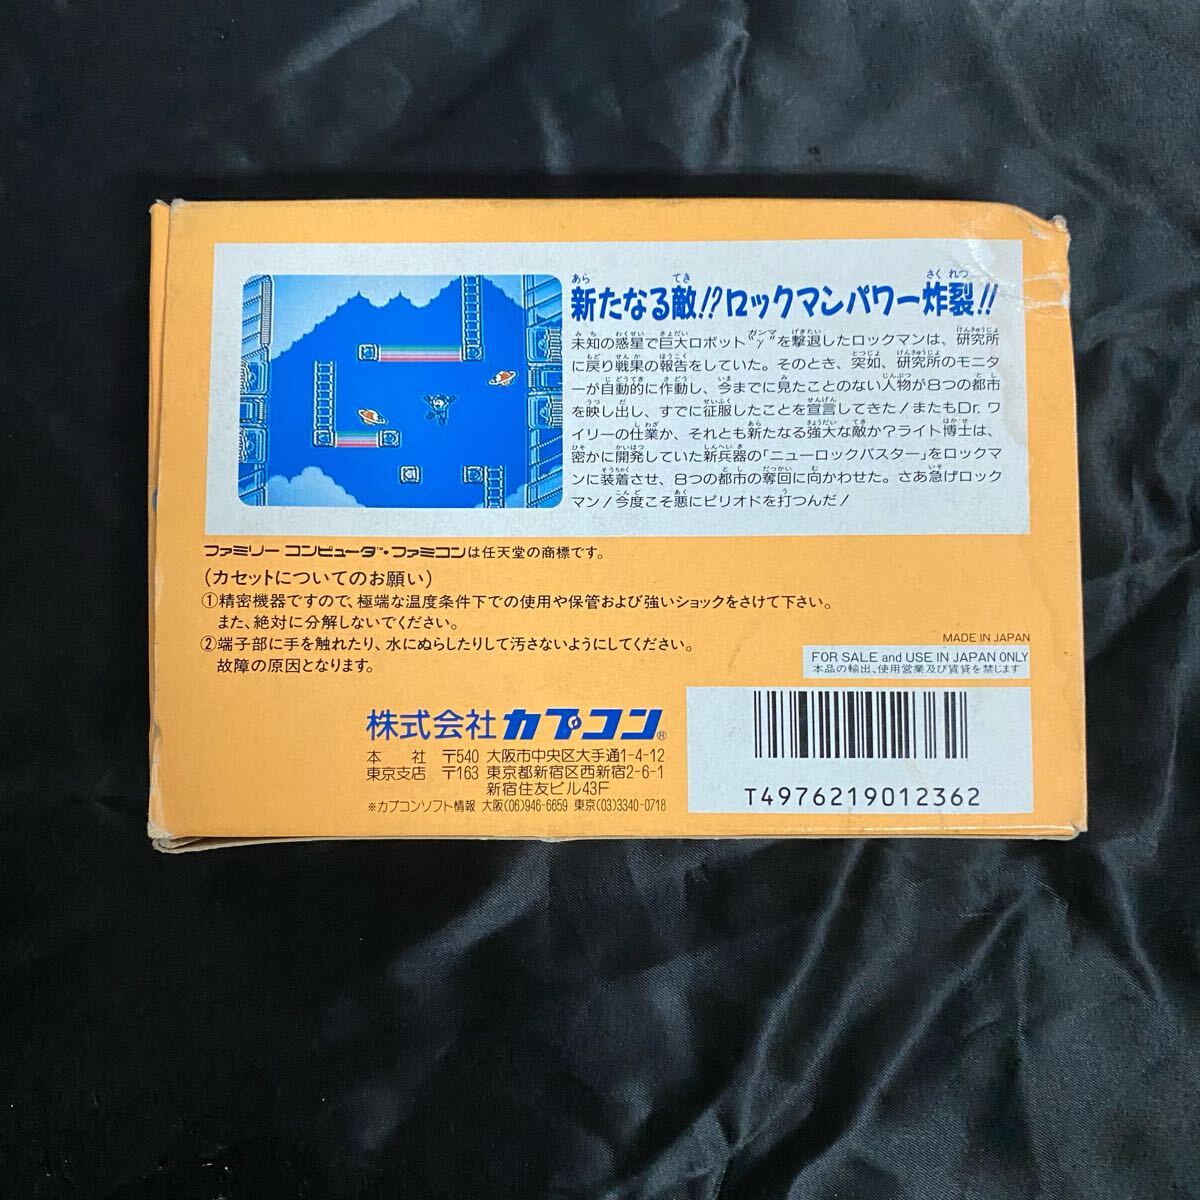 新たなる敵!?ロックマンパワー炸裂!!
未知の惑星で巨大ロボット"γ"を撃退したロックマンは、研究所
に戻り戦果の報告をしていた。そのとき、突如、研究所のモニタ
ーが自動的に作動し、今までに見たことのない人物が8つの都市
を映し出し、すでに征服したことを宣言してきた!またもDr.ワ
イリーの仕業か、それとも新たなる強大な敵か?ライト博士は、
密かに開発していた新兵器の「ニューロックバスター」をロックマ
ンに装着させ、8つの都市の奪回に向かわせた。さあ急げロック
マン!今度こそ悪にピリオドを打つんだ!
ファミリーコンピュータ™・ファミコンは任天堂の商標です。
(カセットについてのお願い)
①精密機器ですので、極端な温度条件下での使用や保管および強いショックをさけて下さい。
また、絶対に分解しないでください。
②端子部に手を触れたり、水にぬらしたりして汚さないようにしてください。
故障の原因となります。
MADE IN JAPAN
FOR SALE and USE IN JAPAN ONLY
本品の輸出、使用営業及び賃貸を禁じます
株式会社カプコン®
本 社 〒540 大阪市中央区大手通1-4-12
東京支店 〒163 東京都新宿区西新宿2-6-1
新宿住友ビル43F
※カプコンソフト情報 大阪(06)946-6659 東京(03)3340-0718
T4976219012362